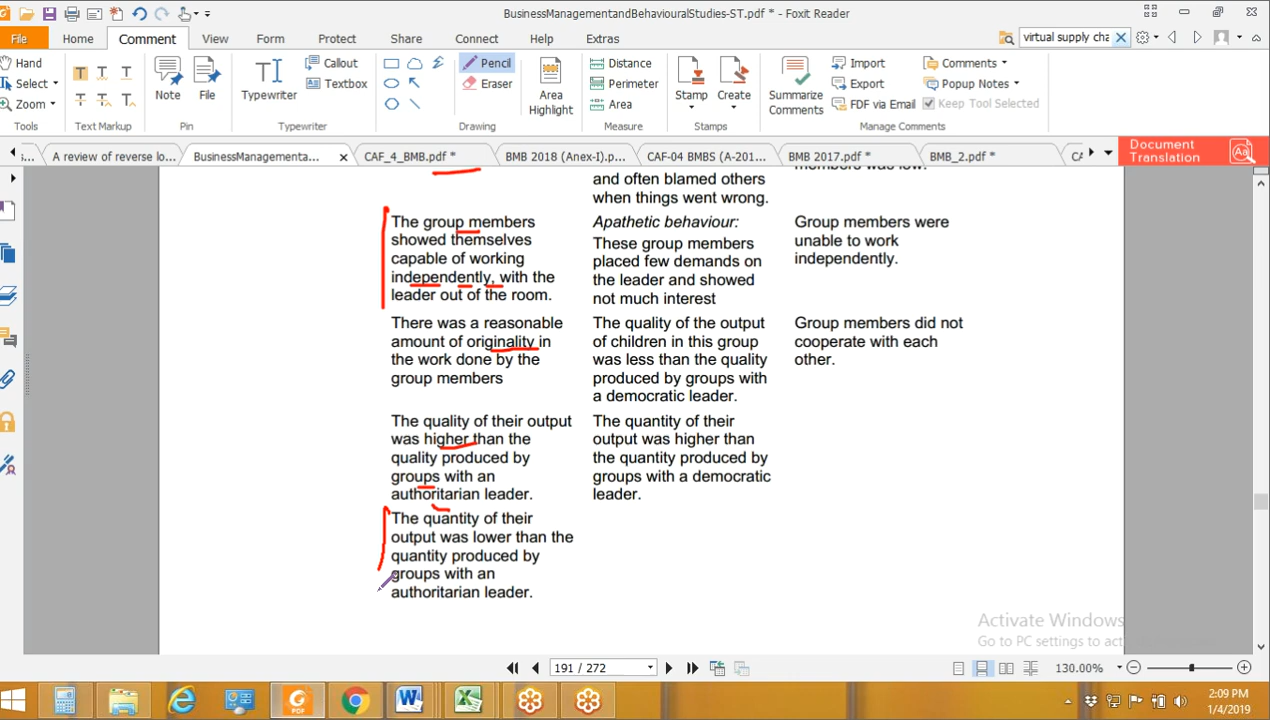 BusinessManagementandBehaviouralStudies-ST.pdf * - Foxit Reader
File
Home
Comment
View
Form
Protect
Share
Connect
Help
Extras
virtual supply cha
Hand
Select
Zoom
Tools
Text Markup
Note
File
Pin
Typewriter
Callout
Textbox
Typewriter
Pencil
Eraser
Drawing
Area
Highlight
Distance
Perimeter
Area
Measure
Stamp
Create
Stamps
Summarize
Comments
Import
Export
FDF via Email
Comments
Popup Notes
Keep Tool Selected
Manage Comments
A review of reverse lo...
BusinessManagementa...
CAF_4_BMB.pdf *
BMB 2018 (Anex-I).p...
CAF-04 BMBS (A-201...
BMB 2017.pdf *
BMB_2.pdf *
CA
Document
Translation
and often blamed others
when things went wrong.
members was low.
The group members
showed themselves
capable of working
independently, with the
leader out of the room.
Apathetic behaviour:
These group members
placed few demands on
the leader and showed
not much interest
Group members were
unable to work
independently.
There was a reasonable
amount of originality in
the work done by the
group members
The quality of the output
of children in this group
was less than the quality
produced by groups with
a democratic leader.
Group members did not
cooperate with each
other.
The quality of their output
was higher than the
quality produced by
groups with an
authoritarian leader.
The quantity of their
output was higher than
the quantity produced by
groups with a democratic
leader.
The quantity of their
output was lower than the
quantity produced by
groups with an
authoritarian leader.
Activate Windows
Go to PC settings to act
191 / 272
130.00%
2:09 PM
1/4/2019